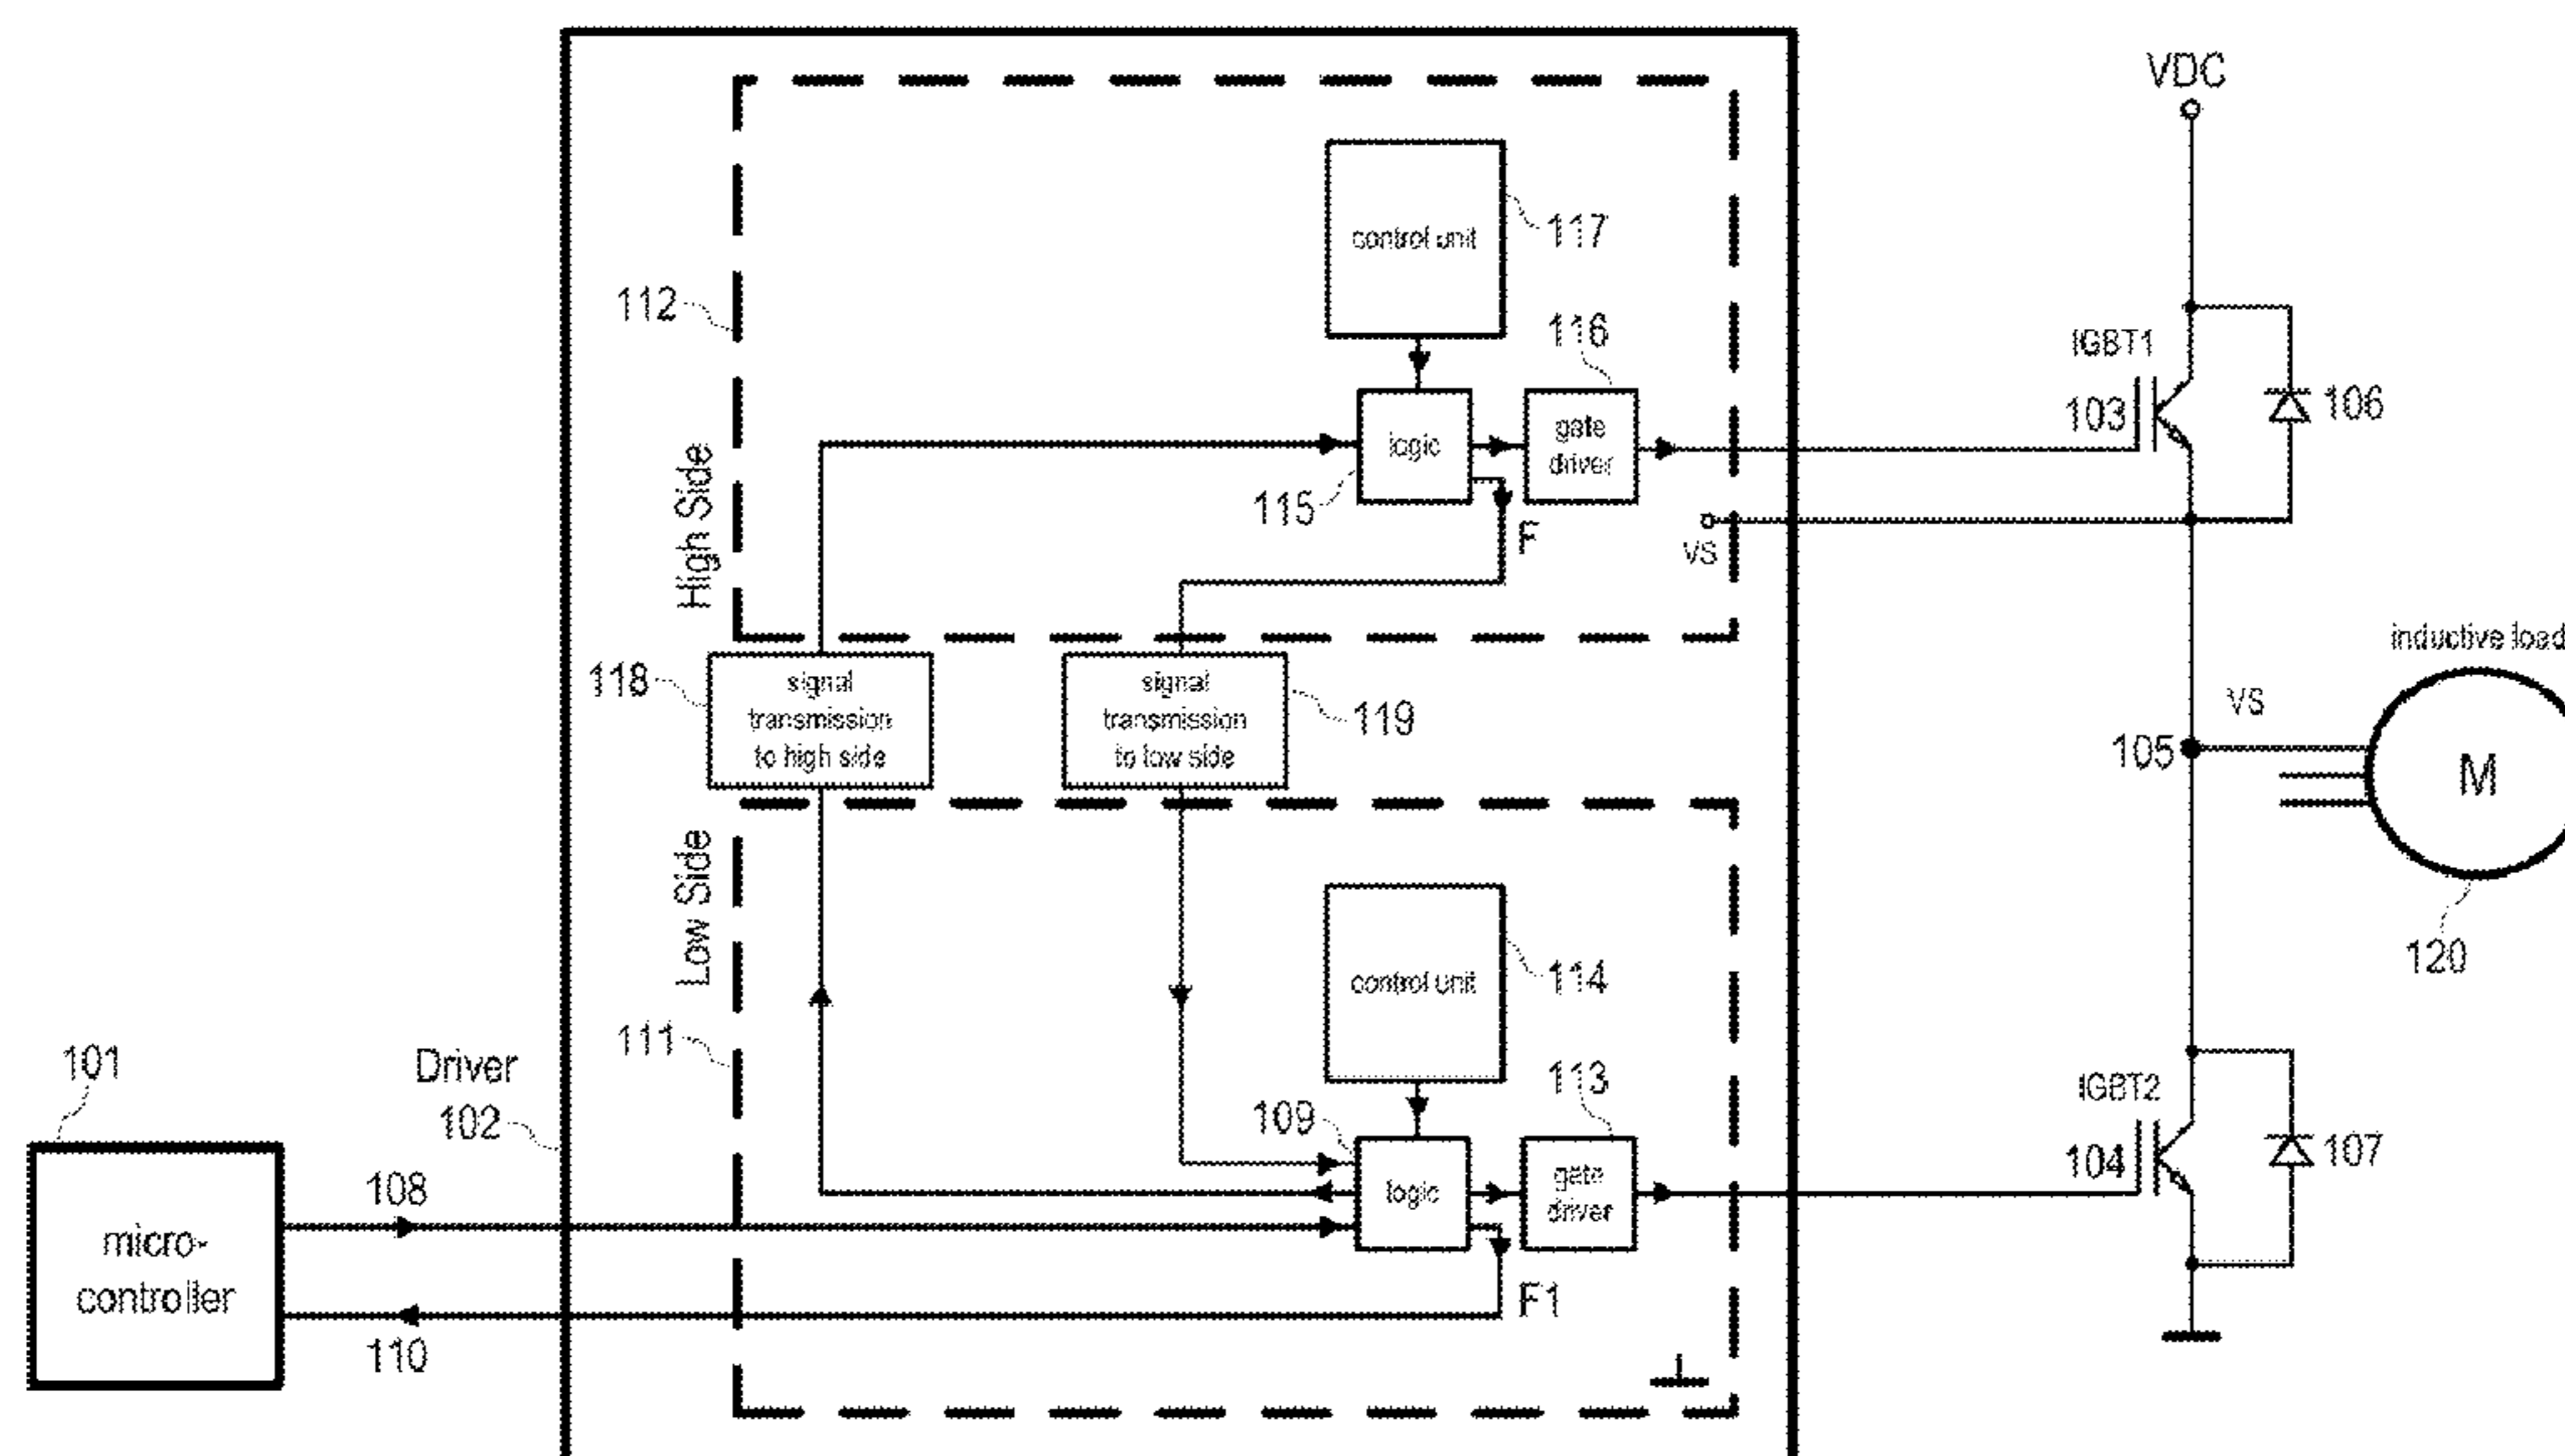 VDC
control unit
117
112
116
IGBT1
103
106
logic
gate
driver
115
F
VS
High Side
inductive load
118
signal
transmission
to high side
signal
transmission
to low side
119
VS
105
M
120
Low Side
control unit
114
111
113
109
IGBT2
104
107
101
Driver
102
108
logic
gate
driver
micro-
controller
F1
110